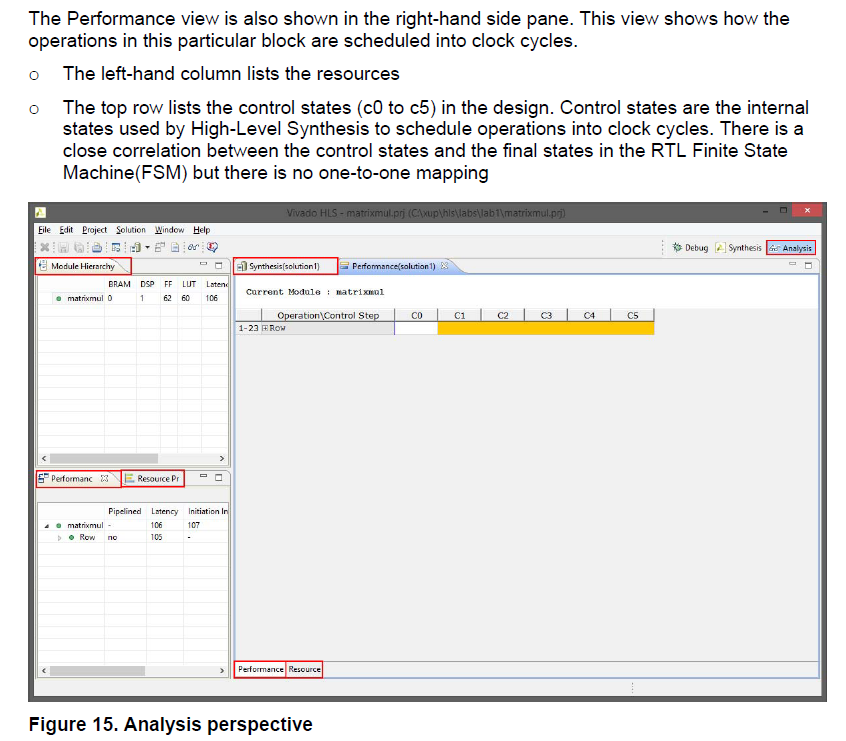 The Performance view is also shown in the right-hand side pane. This view shows how the
operations in this particular block are scheduled into clock cycles.
o The left-hand column lists the resources
o The top row lists the control states (c0 to c5) in the design. Control states are the internal
states used by High-Level Synthesis to schedule operations into clock cycles. There is a
close correlation between the control states and the final states in the RTL Finite State
Machine(FSM) but there is no one-to-one mapping
Vivado HLS - matrixmul.prj (C:\xup\hls\labs\lab1\matrixmul.prj)
File Edit Project Solution Window Help
Debug Synthesis Analysis
Module Hierarchy
BRAM DSP FF LUT Laten
matrixmul 0 1 62 60 106
Synthesis(solution1) Performance(solution1)
Current Module : matrixmul
Operation\Control Step C0 C1 C2 C3 C4 C5
1-23 Row
Performanc Resource Pr
Pipelined Latency Initiation In
matrixmul - 106 107
Row no 105 -
Performance Resource
Figure 15. Analysis perspective